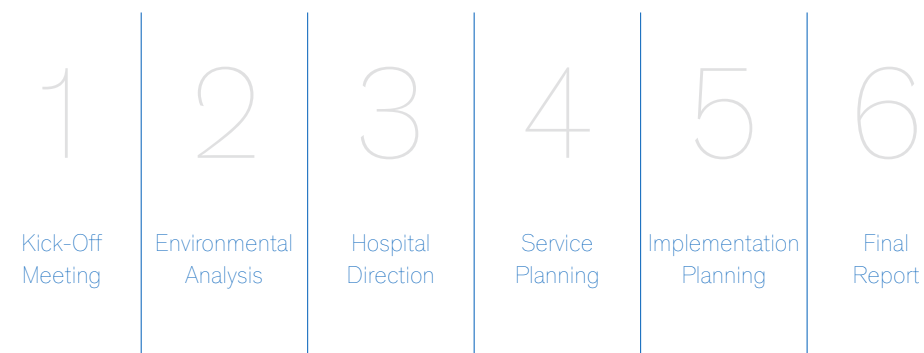 1
Kick-Off
Meeting
2
Environmental
Analysis
3
Hospital
Direction
4
Service
Planning
5
Implementation
Planning
6
Final
Report